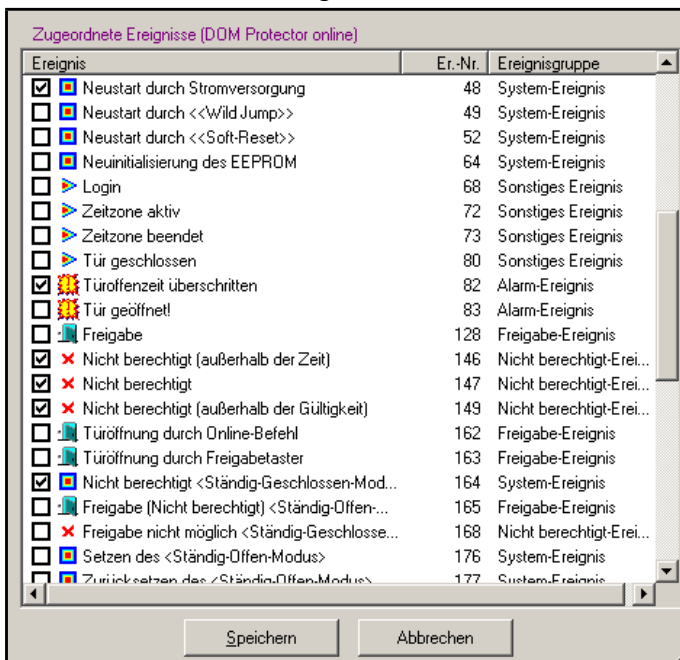 Zugeordnete Ereignisse (DOM Protector online)
Ereignis Er.-Nr. Ereignisgruppe
Neustart durch Stromversorgung 48 System-Ereignis
Neustart durch <<Wild Jump>> 49 System-Ereignis
Neustart durch <<Soft-Reset>> 52 System-Ereignis
Neuinitialisierung des EEPROM 64 System-Ereignis
Login 68 Sonstiges Ereignis
Zeitzone aktiv 72 Sonstiges Ereignis
Zeitzone beendet 73 Sonstiges Ereignis
Tür geschlossen 80 Sonstiges Ereignis
Türoffenzeit überschritten 82 Alarm-Ereignis
Tür geöffnet! 83 Alarm-Ereignis
Freigabe 128 Freigabe-Ereignis
Nicht berechtigt (außerhalb der Zeit) 146 Nicht berechtigt-Erei...
Nicht berechtigt 147 Nicht berechtigt-Erei...
Nicht berechtigt (außerhalb der Gültigkeit) 149 Nicht berechtigt-Erei...
Türöffnung durch Online-Befehl 162 Freigabe-Ereignis
Türöffnung durch Freigabetaster 163 Freigabe-Ereignis
Nicht berechtigt <Ständig-Geschlossen-Mod... 164 System-Ereignis
Freigabe (Nicht berechtigt) <Ständig-Offen-... 165 Freigabe-Ereignis
Freigabe nicht möglich <Ständig-Geschlosse... 168 Nicht berechtigt-Erei...
Setzen des <Ständig-Offen-Modus> 176 System-Ereignis
Zurücksetzen des <Ständig-Offen-Modus> 177 System-Ereignis
Speichern Abbrechen